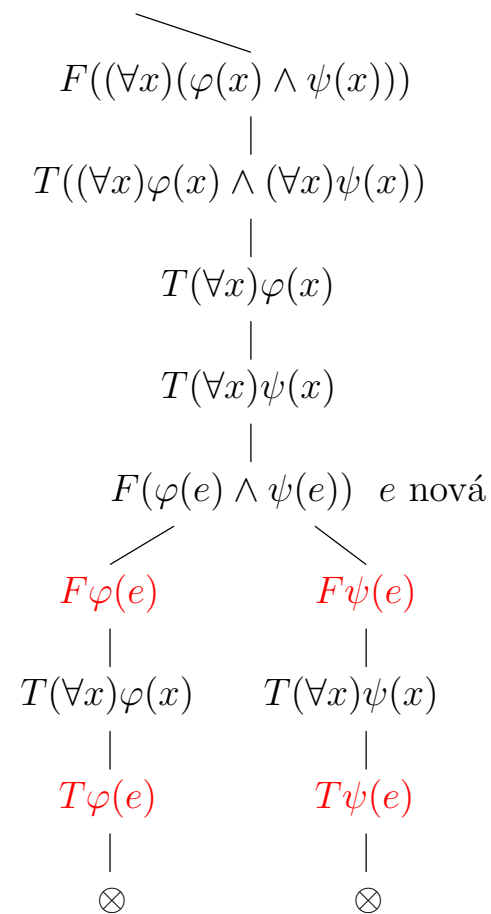 F((∀x)(φ(x) ∧ ψ(x)))
T((∀x)φ(x) ∧ (∀x)ψ(x))
T(∀x)φ(x)
T(∀x)ψ(x)
F(φ(e) ∧ ψ(e)) e nová
Fφ(e) Fψ(e)
T(∀x)φ(x) T(∀x)ψ(x)
Tφ(e) Tψ(e)
⊗ ⊗